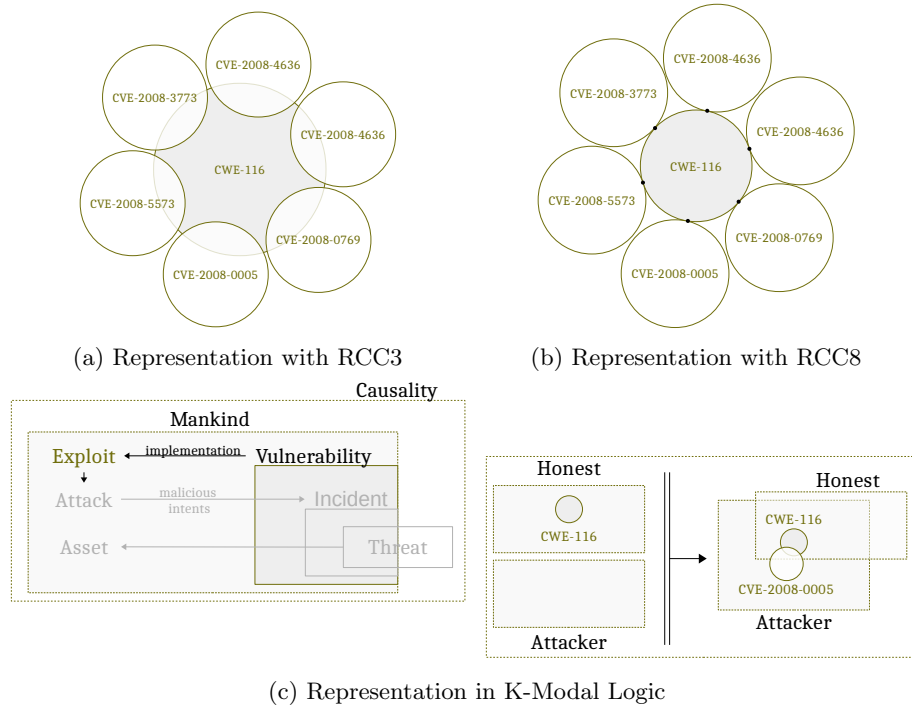 CVE-2008-4636
CVE-2008-3773
CVE-2008-4636
CWE-116
CVE-2008-5573
CVE-2008-0769
CVE-2008-0005
(a) Representation with RCC3
CVE-2008-4636
CVE-2008-3773
CVE-2008-4636
CWE-116
CVE-2008-5573
CVE-2008-0769
CVE-2008-0005
(b) Representation with RCC8
Causality
Mankind
Exploit
implementation
Vulnerability
Attack
malicious
intents
Incident
Asset
Threat
Honest
CWE-116
Attacker
Honest
CWE-116
CVE-2008-0005
Attacker
(c) Representation in K-Modal Logic